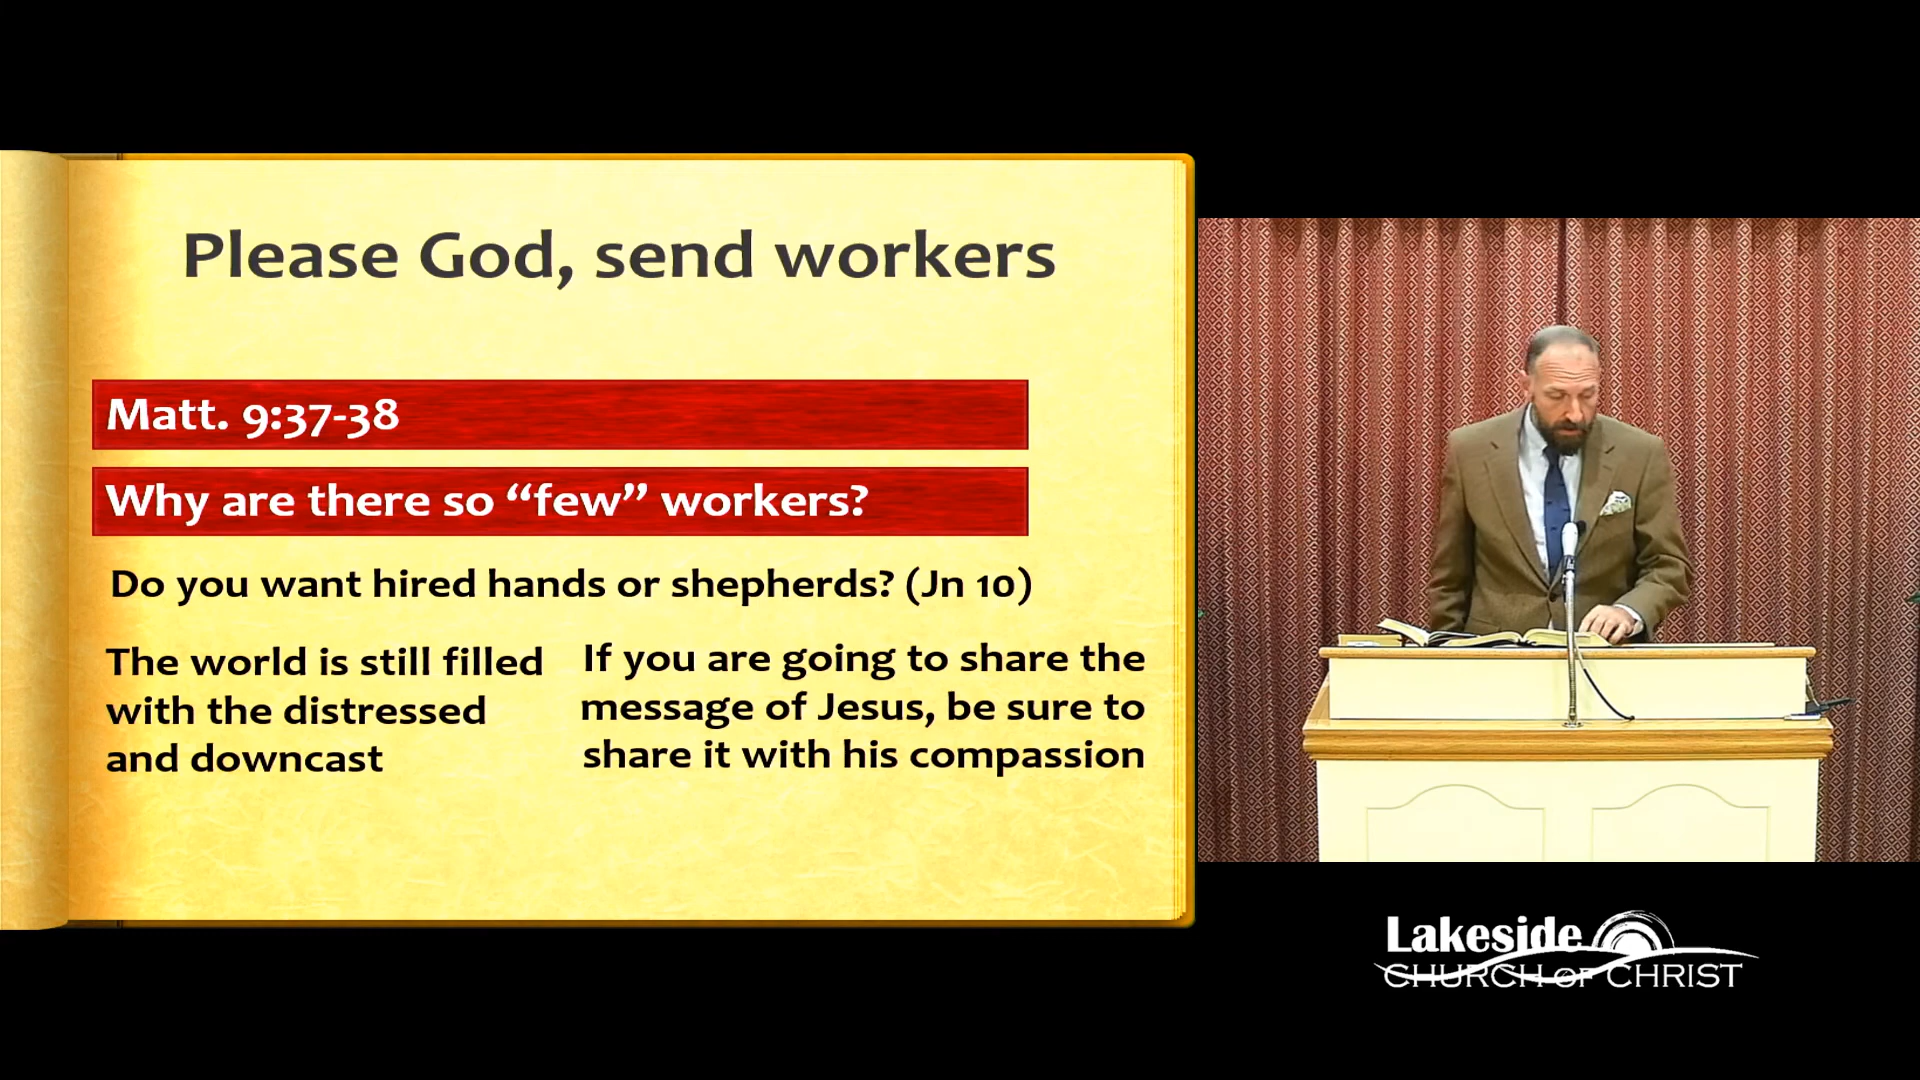 Please God, send workers
Matt. 9:37-38
Why are there so “few” workers?
Do you want hired hands or shepherds? (Jn 10)
The world is still filled
with the distressed
and downcast
If you are going to share the
message of Jesus, be sure to
share it with his compassion
Lakeside
CHURCH OF CHRIST